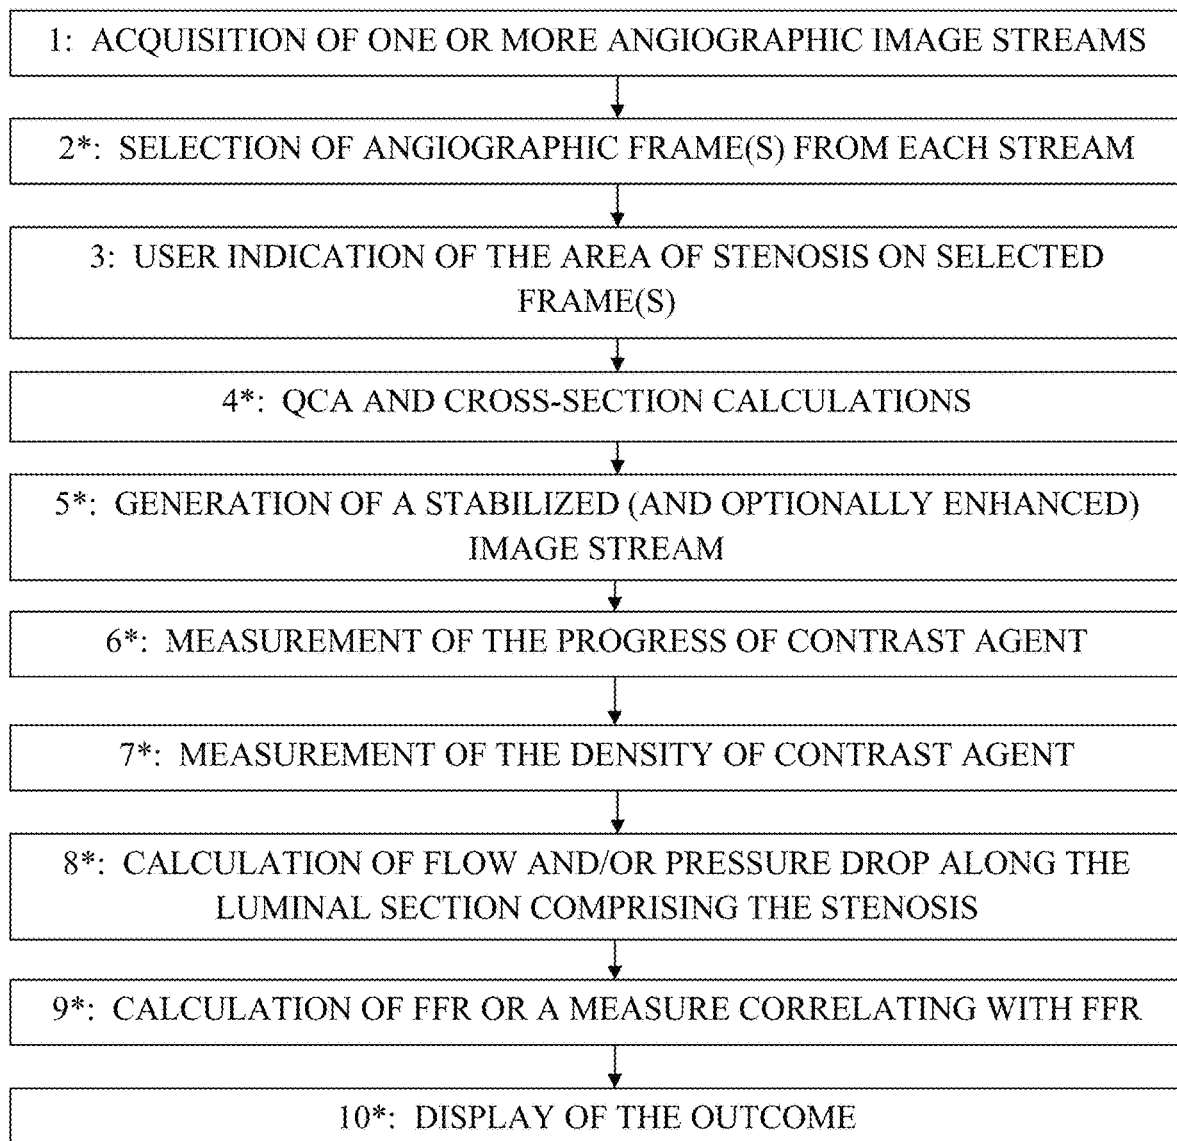 1: ACQUISITION OF ONE OR MORE ANGIOGRAPHIC IMAGE STREAMS
2*: SELECTION OF ANGIOGRAPHIC FRAME(S) FROM EACH STREAM
3: USER INDICATION OF THE AREA OF STENOSIS ON SELECTED
FRAME(S)
4*: QCA AND CROSS-SECTION CALCULATIONS
5*: GENERATION OF A STABILIZED (AND OPTIONALLY ENHANCED)
IMAGE STREAM
6*: MEASUREMENT OF THE PROGRESS OF CONTRAST AGENT
7*: MEASUREMENT OF THE DENSITY OF CONTRAST AGENT
8*: CALCULATION OF FLOW AND/OR PRESSURE DROP ALONG THE
LUMINAL SECTION COMPRISING THE STENOSIS
9*: CALCULATION OF FFR OR A MEASURE CORRELATING WITH FFR
10*: DISPLAY OF THE OUTCOME